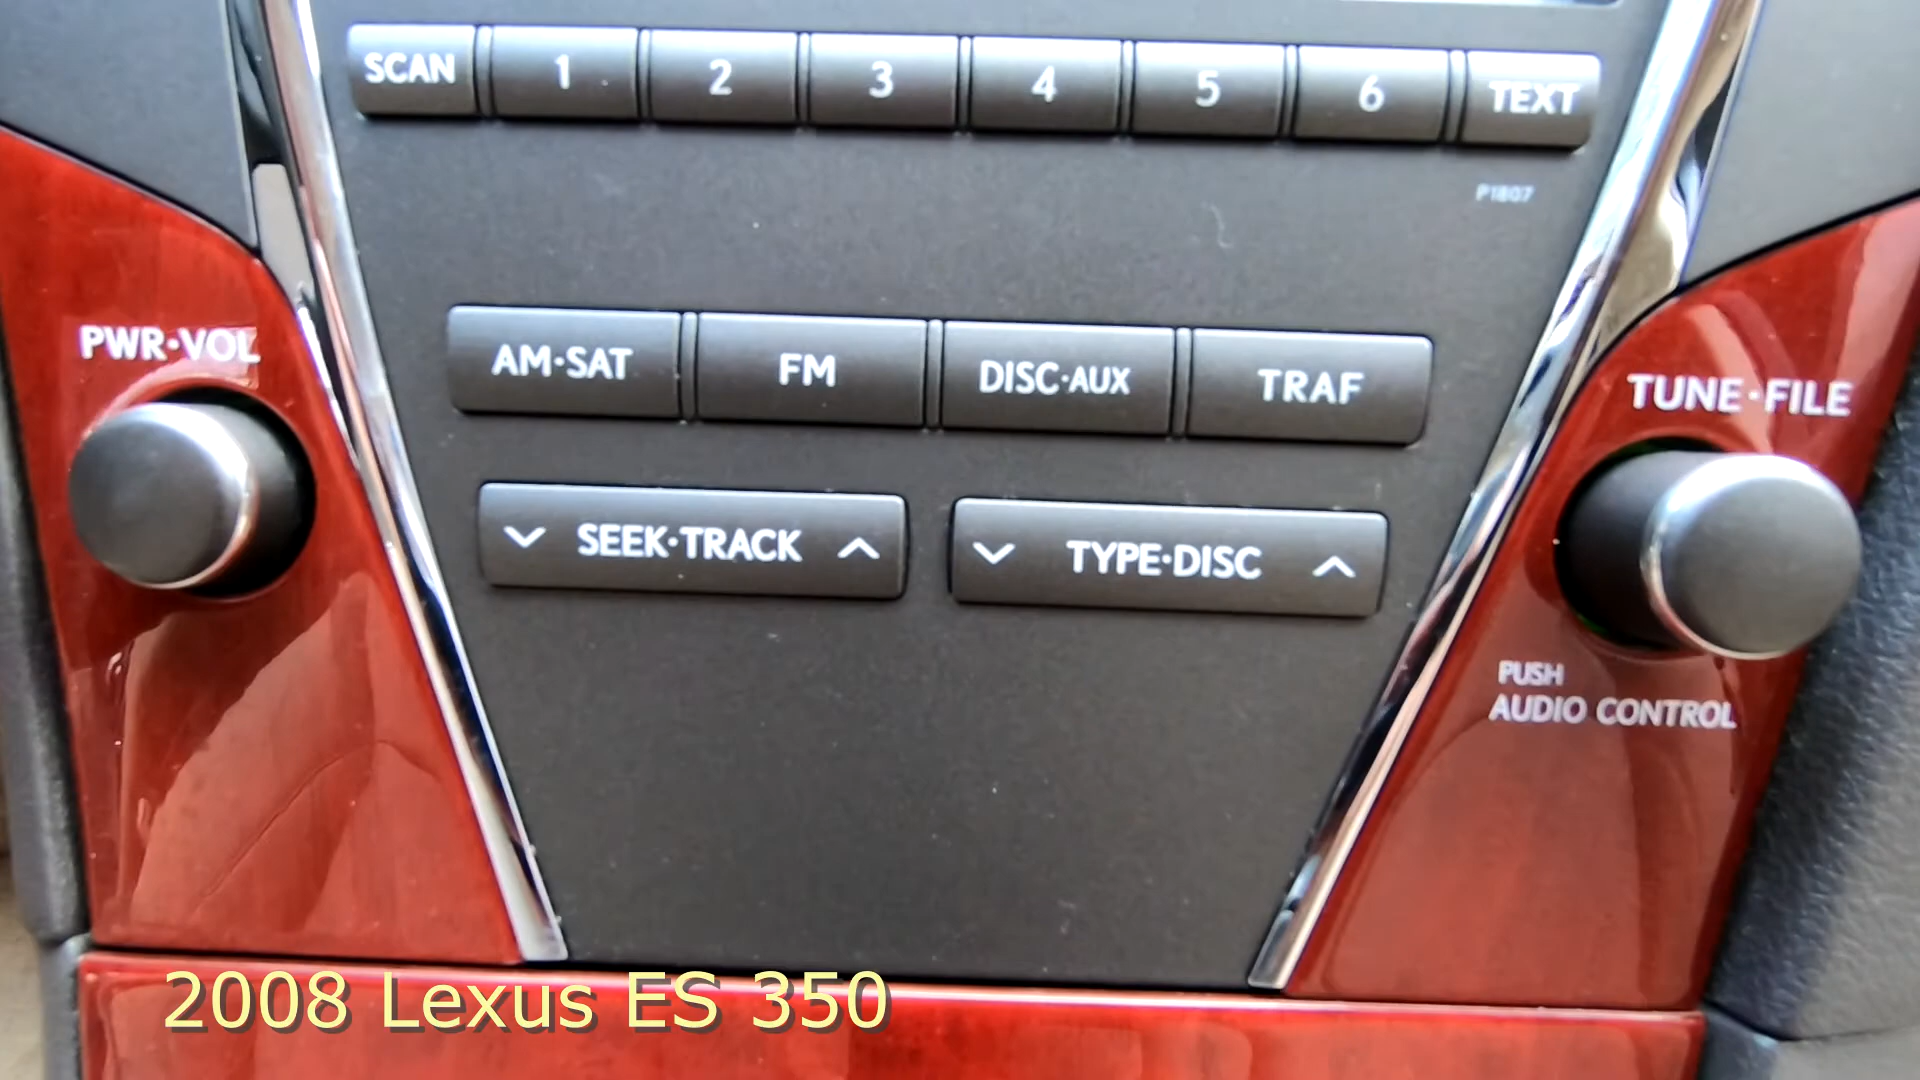 SCAN 1 2 3 4 5 6 TEXT
P1807
PWR·VOL
AM·SAT FM DISC·AUX TRAF
TUNE·FILE
SEEK·TRACK TYPE·DISC
PUSH
AUDIO CONTROL
2008 Lexus ES 350